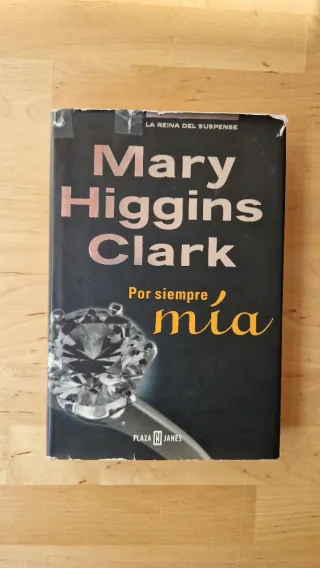 LA REINA DEL SUSPENSE
Mary
Higgins
Clark
Por siempre
mía
PLAZA JANÉS